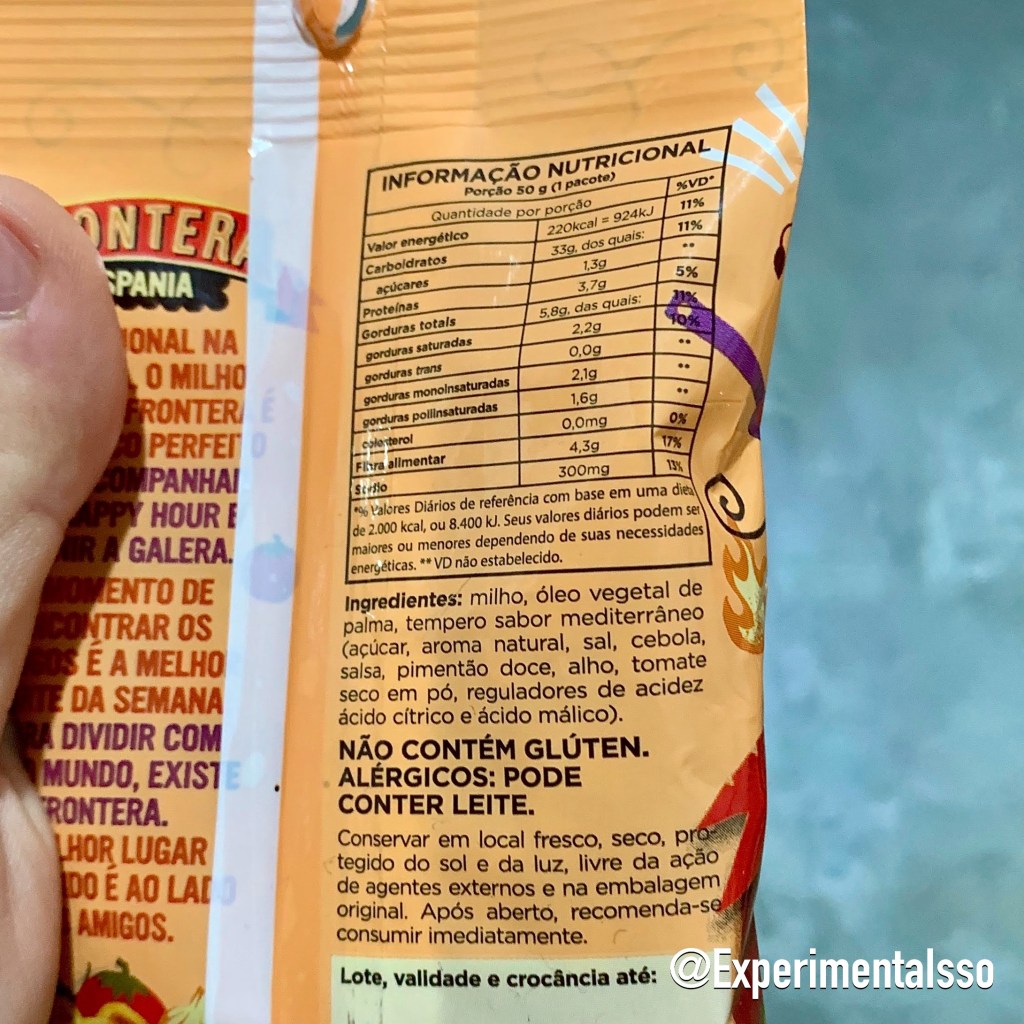 ONTERA
SPANIA
IONAL NA
O MILHO
FRONTERA É
PERFEITO
OMPANHAR
APPY HOUR E
NIR A GALERA.
MOMENTO DE
CONTRAR OS
É A MELHO
TE DA SEMANA
A DIVIDIR COM
MUNDO, EXISTE
RONTERA.
LHOR LUGAR
DO É AO LADO
AMIGOS.
INFORMAÇÃO NUTRICIONAL
Porção 50 g (1 pacote)
Quantidade por porção %VD*
Valor energético 220kcal = 924kJ 11%
Carboidratos 33g, dos quais: 11%
açúcares 1,3g **
Proteínas 3,7g 5%
Gorduras totais 5,8g, das quais: 11%
gorduras saturadas 2,2g 10%
gorduras trans 0,0g **
gorduras monoinsaturadas 2,1g **
gorduras poliinsaturadas 1,6g **
colesterol 0,0mg 0%
Fibra alimentar 4,3g 17%
Sódio 300mg 13%
*% Valores Diários de referência com base em uma dieta
de 2.000 kcal, ou 8.400 kJ. Seus valores diários podem ser
maiores ou menores dependendo de suas necessidades
energéticas. ** VD não estabelecido.
Ingredientes: milho, óleo vegetal de
palma, tempero sabor mediterrâneo
(açúcar, aroma natural, sal, cebola,
salsa, pimentão doce, alho, tomate
seco em pó, reguladores de acidez
ácido cítrico e ácido málico).
NÃO CONTÉM GLÚTEN.
ALÉRGICOS: PODE
CONTER LEITE.
Conservar em local fresco, seco, pro-
tegido do sol e da luz, livre da ação
de agentes externos e na embalagem
original. Após aberto, recomenda-se
consumir imediatamente.
Lote, validade e crocância até:
@ExperimentaIsso